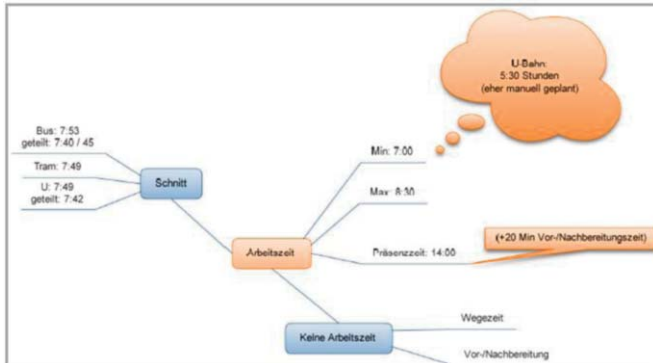 U-Bahn:
5:30 Stunden
(eher manuell geplant)
Bus: 7:53
geteilt: 7:40 / 45
Tram: 7:49
U: 7:49
geteilt: 7:42
Schnitt
Min: 7:00
Max: 8:30
Arbeitszeit
Präsenzzeit: 14:00
(+20 Min Vor-/Nachbereitungszeit)
Keine Arbeitszeit
Wegezeit
Vor-/Nachbereitung